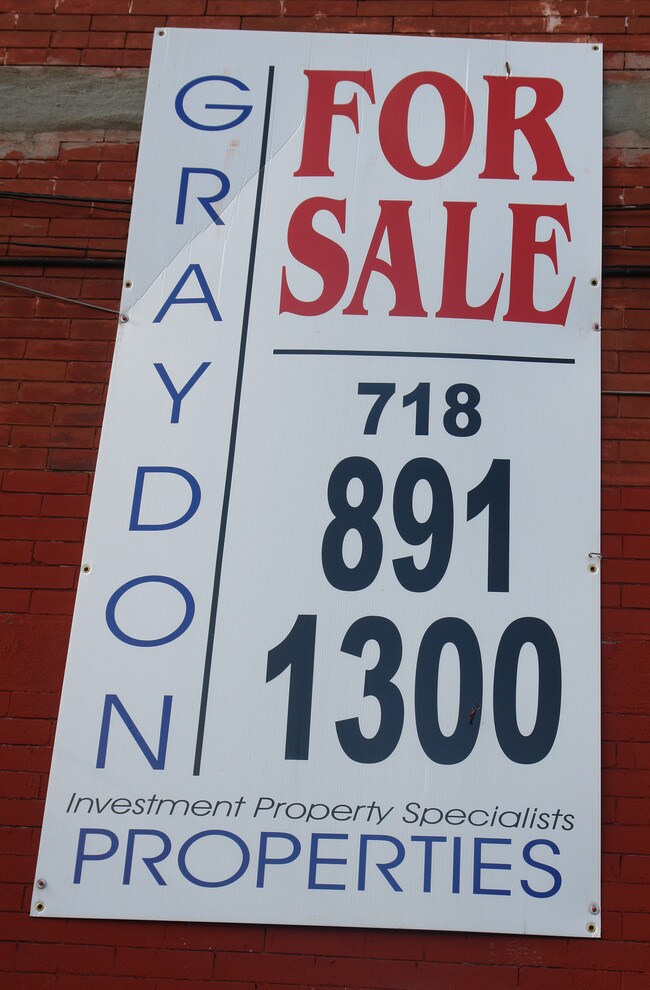 GRAYDON
FOR
SALE
718
891
1300
Investment Property Specialists
PROPERTIES